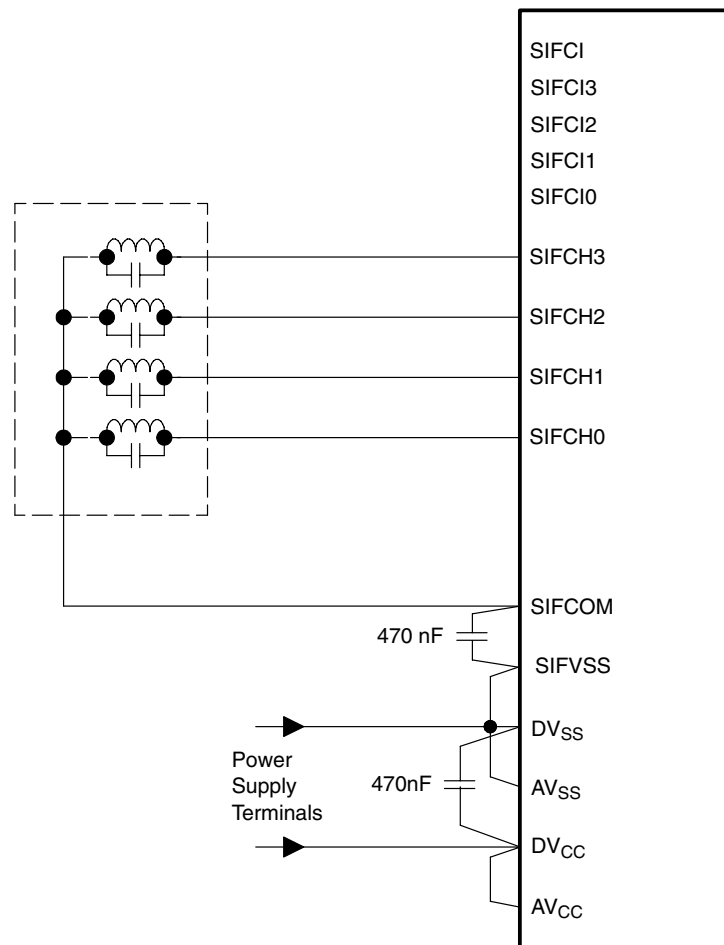 SIFCI
SIFCI3
SIFCI2
SIFCI1
SIFCI0
SIFCH3
SIFCH2
SIFCH1
SIFCH0
SIFCOM
470 nF
SIFVSS
DVSS
Power
Supply
Terminals
470nF
AVSS
DVCC
AVCC